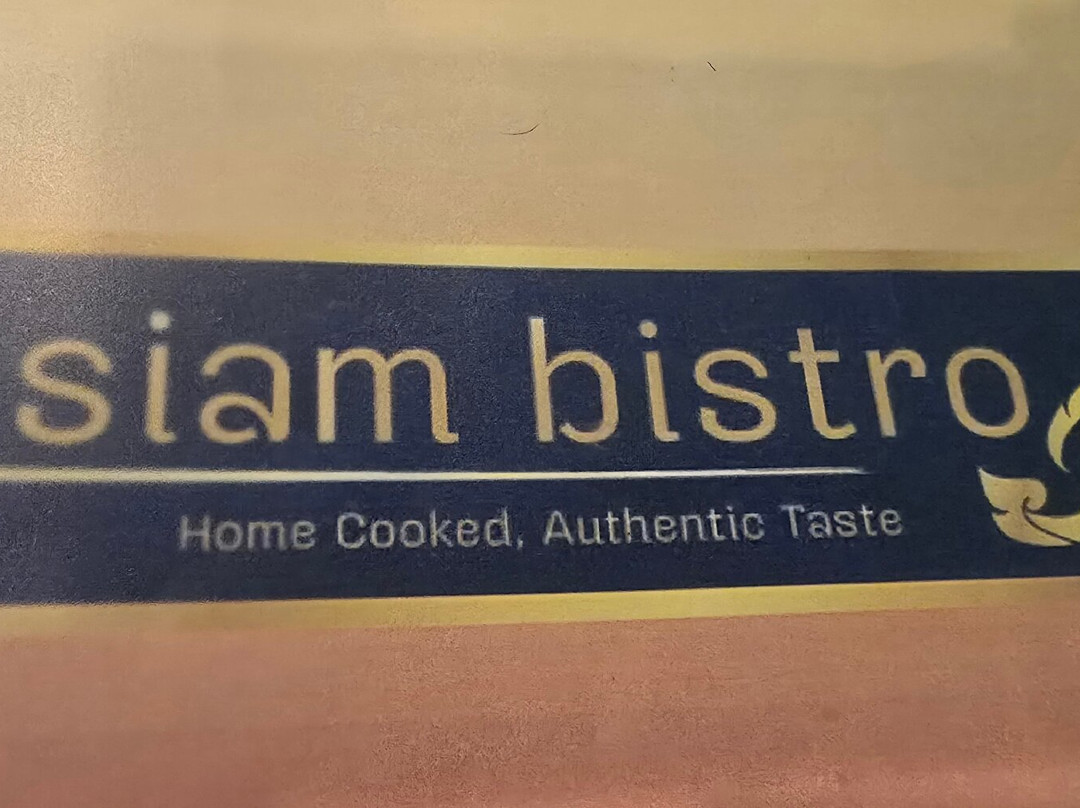 siam bistro
Home Cooked, Authentic Taste